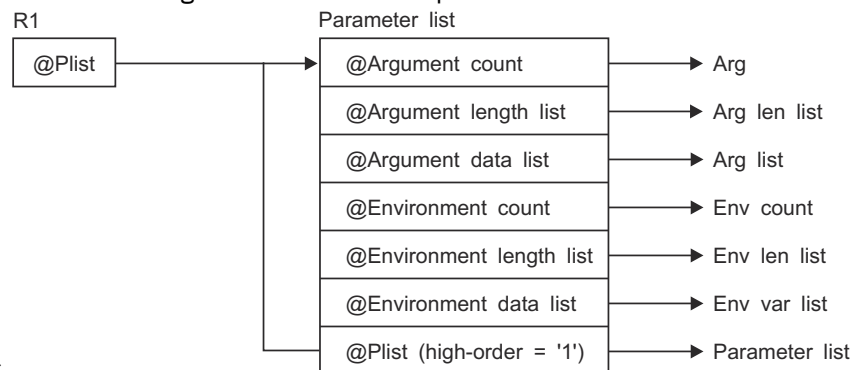 R1 Parameter list
@Plist @Argument count Arg
@Argument length list Arg len list
@Argument data list Arg list
@Environment count Env count
@Environment length list Env len list
@Environment data list Env var list
@Plist (high-order = '1') Parameter list